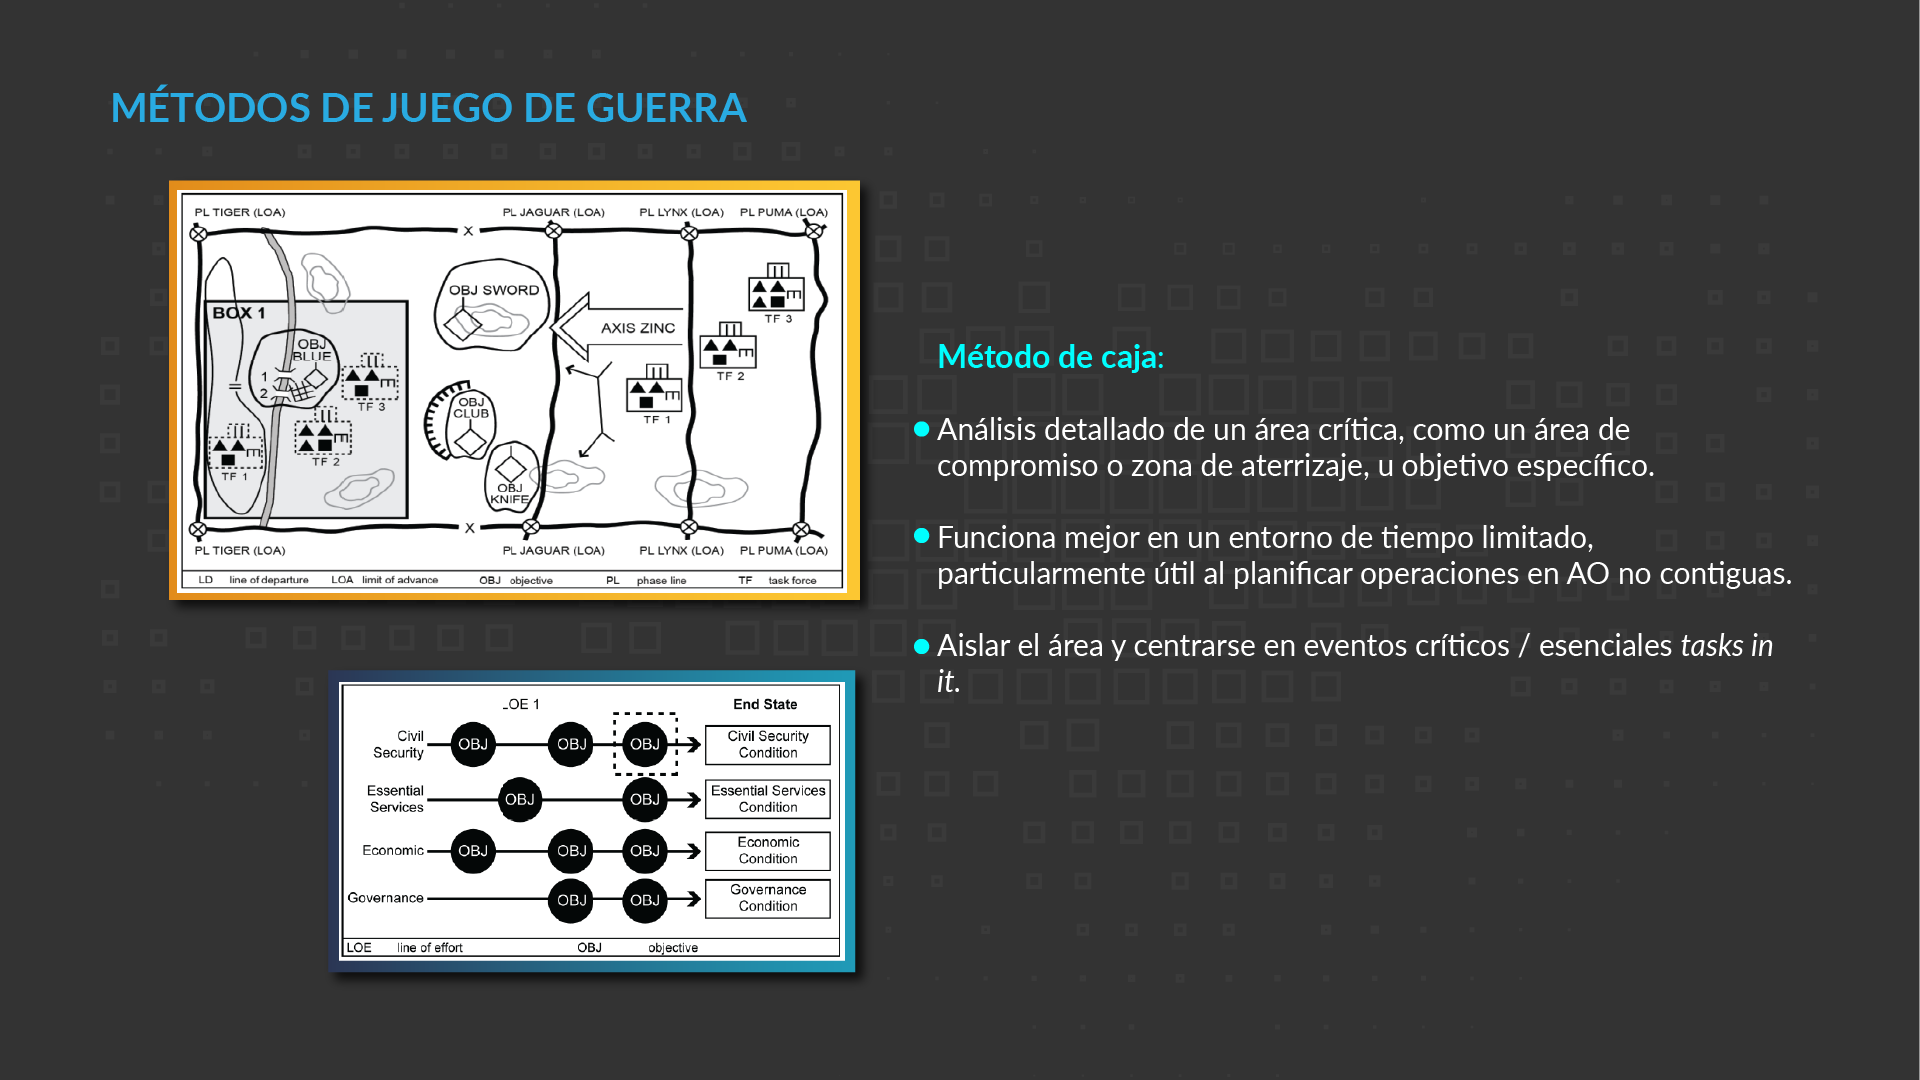 MÉTODOS DE JUEGO DE GUERRA
PL TIGER (LOA) PL JAGUAR (LOA) PL LYNX (LOA) PL PUMA (LOA)
X
OBJ SWORD
BOX 1
AXIS ZINC
TF 3
OBJ
BLUE
TF 2
1
2
TF 3
OBJ
CLUB
TF 1
TF 2
TF 1
OBJ
KNIFE
X
PL TIGER (LOA) PL JAGUAR (LOA) PL LYNX (LOA) PL PUMA (LOA)
LD line of departure LOA limit of advance OBJ objective PL phase line TF task force
Método de caja:
Análisis detallado de un área crítica, como un área de
compromiso o zona de aterrizaje, u objetivo específico.
Funciona mejor en un entorno de tiempo limitado,
particularmente útil al planificar operaciones en AO no contiguas.
Aislar el área y centrarse en eventos críticos / esenciales tasks in
it.
LOE 1 End State
Civil
Security
OBJ OBJ OBJ
Civil Security
Condition
Essential
Services
OBJ OBJ
Essential Services
Condition
Economic
OBJ OBJ OBJ
Economic
Condition
Governance
OBJ OBJ
Governance
Condition
LOE line of effort OBJ objective